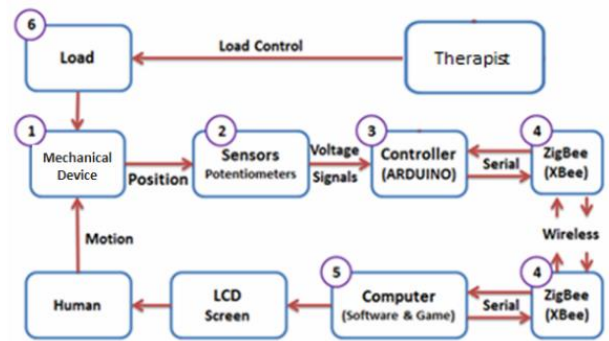 6
Load
Load Control
Therapist
1
Mechanical
Device
Position
2
Sensors
Potentiometers
Voltage
Signals
3
Controller
(ARDUINO)
Serial
4
ZigBee
(XBee)
Wireless
Motion
Human
LCD
Screen
5
Computer
(Software & Game)
Serial
4
ZigBee
(XBee)